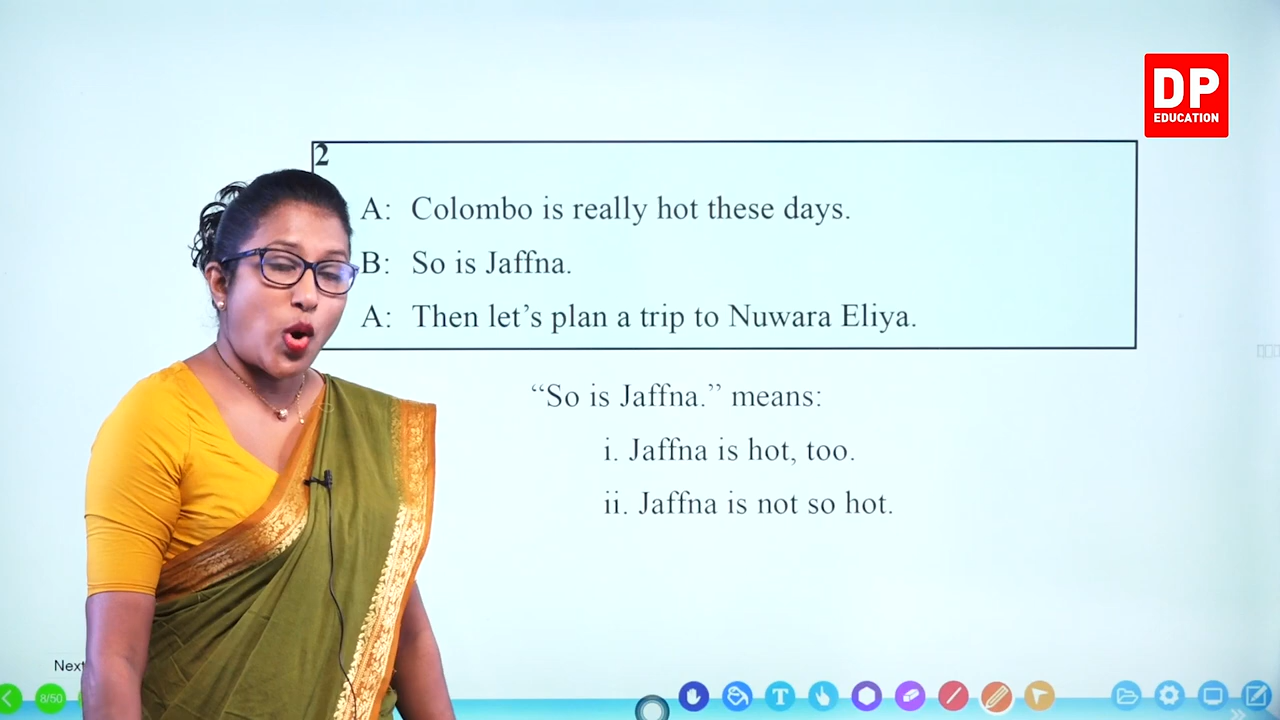 DP
EDUCATION
2
A: Colombo is really hot these days.
B: So is Jaffna.
A: Then let’s plan a trip to Nuwara Eliya.
“So is Jaffna.” means:
i. Jaffna is hot, too.
ii. Jaffna is not so hot.
Next
8/50
T